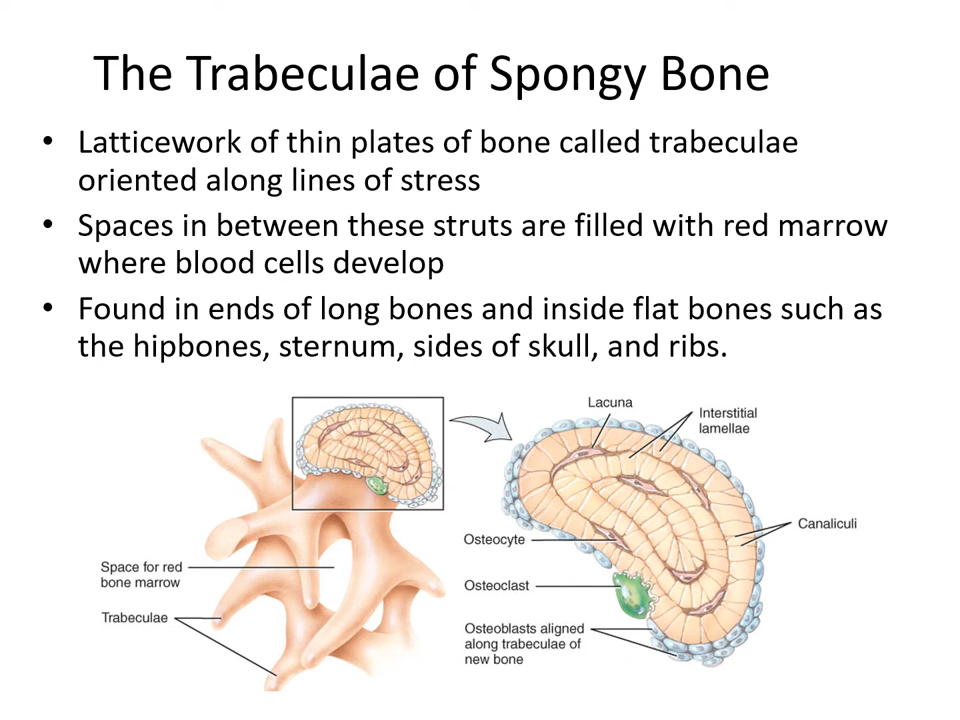 The Trabeculae of Spongy Bone
• Latticework of thin plates of bone called trabeculae
oriented along lines of stress
• Spaces in between these struts are filled with red marrow
where blood cells develop
• Found in ends of long bones and inside flat bones such as
the hipbones, sternum, sides of skull, and ribs.
Space for red
bone marrow
Trabeculae
Lacuna
Interstitial
lamellae
Canaliculi
Osteocyte
Osteoclast
Osteoblasts aligned
along trabeculae of
new bone